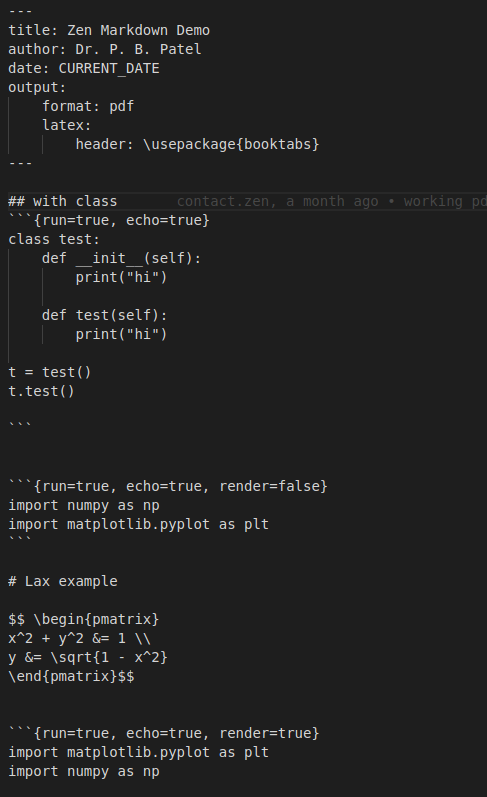 ---
title: Zen Markdown Demo
author: Dr. P. B. Patel
date: CURRENT_DATE
output:
    format: pdf
    latex:
        header: \usepackage{booktabs}
---

## with class       contact.zen, a month ago • working pd
```{run=true, echo=true}
class test:
    def __init__(self):
        print("hi")

    def test(self):
        print("hi")

t = test()
t.test()

```


```{run=true, echo=true, render=false}
import numpy as np
import matplotlib.pyplot as plt
```

# Lax example

$$ \begin{pmatrix}
x^2 + y^2 &= 1 \\
y &= \sqrt{1 - x^2}
\end{pmatrix}$$


```{run=true, echo=true, render=true}
import matplotlib.pyplot as plt
import numpy as np